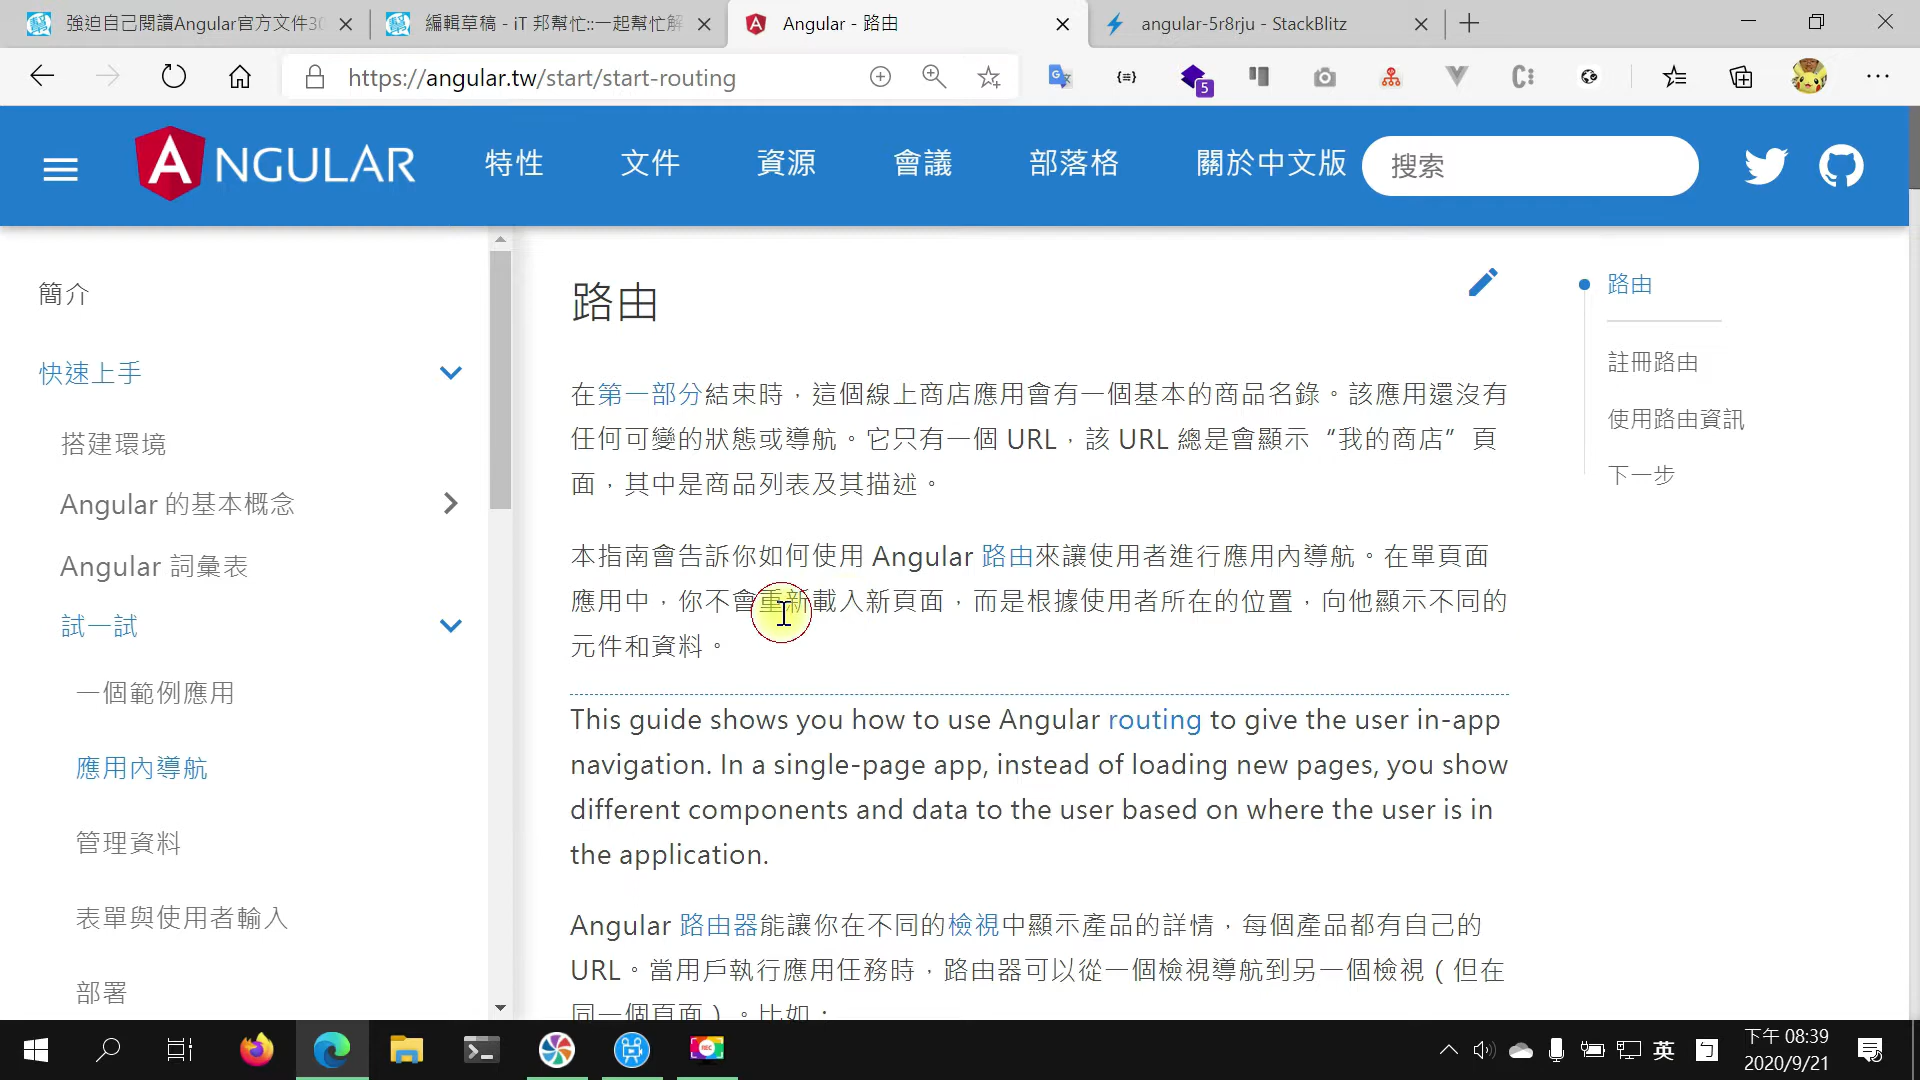 強迫自己閱讀Angular官方文件30
編輯草稿 - iT 邦幫忙::一起幫忙解
Angular - 路由
angular-5r8rju - StackBlitz
https://angular.tw/start/start-routing
5
ANGULAR
特性
文件
資源
會議
部落格
關於中文版
搜索
簡介
快速上手
搭建環境
Angular 的基本概念
Angular 詞彙表
試一試
一個範例應用
應用內導航
管理資料
表單與使用者輸入
部署
路由
在第一部分結束時，這個線上商店應用會有一個基本的商品名錄。該應用還沒有
任何可變的狀態或導航。它只有一個 URL，該 URL 總是會顯示“我的商店”頁
面，其中是商品列表及其描述。
本指南會告訴你如何使用 Angular 路由來讓使用者進行應用內導航。在單頁面
應用中，你不會重新載入新頁面，而是根據使用者所在的位置，向他顯示不同的
元件和資料。
This guide shows you how to use Angular routing to give the user in-app
navigation. In a single-page app, instead of loading new pages, you show
different components and data to the user based on where the user is in
the application.
Angular 路由器能讓你在不同的檢視中顯示產品的詳情，每個產品都有自己的
URL。當用戶執行應用任務時，路由器可以從一個檢視導航到另一個檢視（但在
同一個頁面）。比如：
路由
註冊路由
使用路由資訊
下一步
REC
英
下午 08:39
2020/9/21